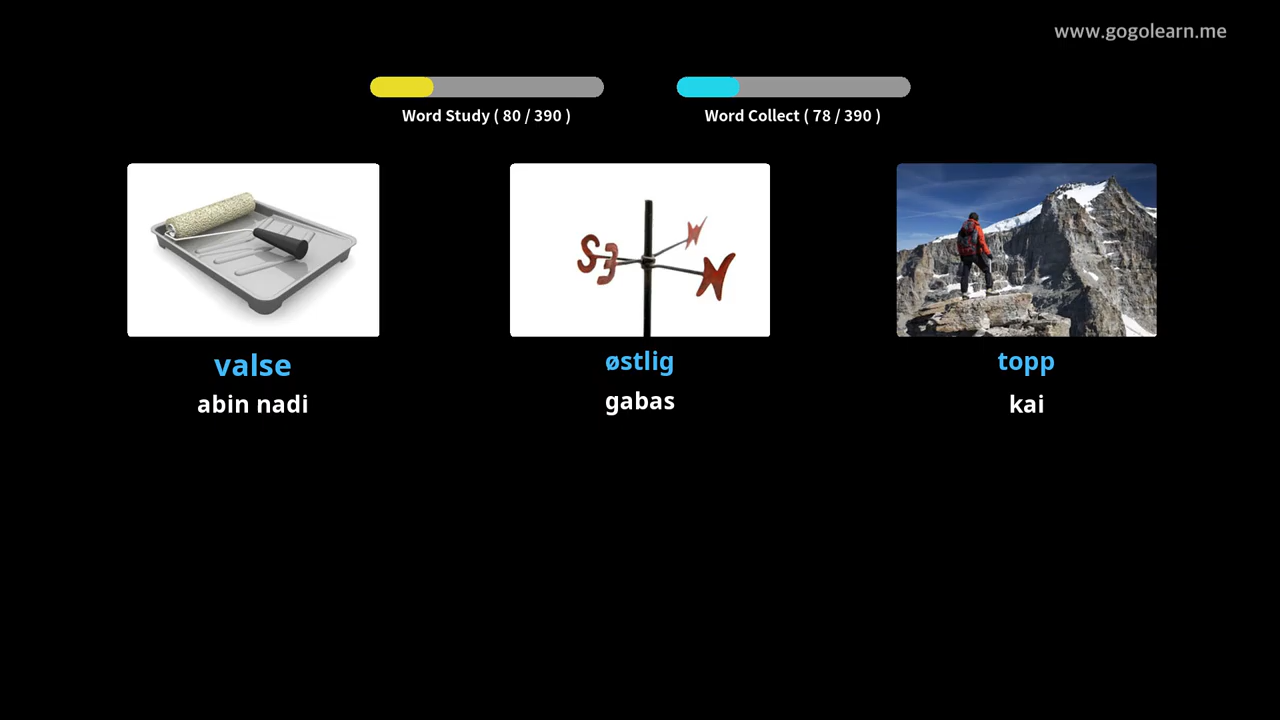 www.gogolearn.me
Word Study ( 80 / 390 )
Word Collect ( 78 / 390 )
S E N W
valse
østlig
topp
abin nadi
gabas
kai